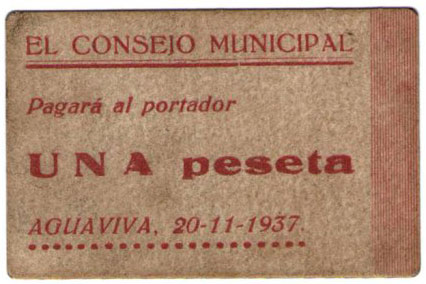 EL CONSEJO MUNICIPAL
Pagará al portador
UNA peseta
AGUAVIVA, 20-11-1937.